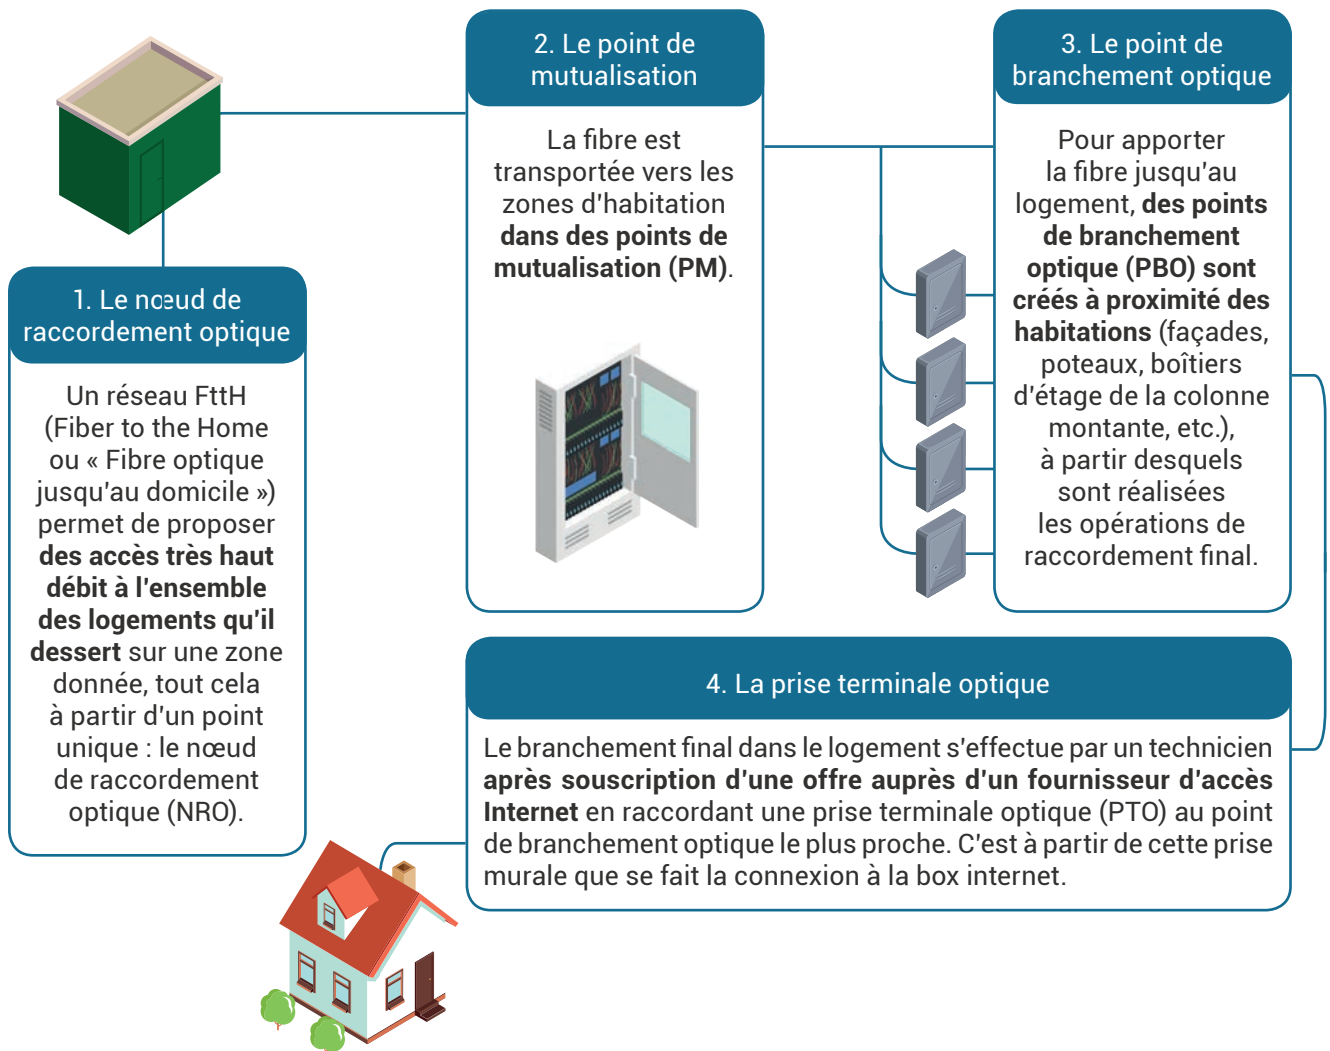 1. Le nœud de
raccordement optique
Un réseau FttH
(Fiber to the Home
ou « Fibre optique
jusqu'au domicile »)
permet de proposer
des accès très haut
débit à l'ensemble
des logements qu'il
dessert sur une zone
donnée, tout cela
à partir d'un point
unique : le nœud
de raccordement
optique (NRO).
2. Le point de
mutualisation
La fibre est
transportée vers les
zones d'habitation
dans des points de
mutualisation (PM).
3. Le point de
branchement optique
Pour apporter
la fibre jusqu'au
logement, des points
de branchement
optique (PBO) sont
créés à proximité des
habitations (façades,
poteaux, boîtiers
d'étage de la colonne
montante, etc.),
à partir desquels
sont réalisées
les opérations de
raccordement final.
4. La prise terminale optique
Le branchement final dans le logement s'effectue par un technicien
après souscription d'une offre auprès d'un fournisseur d'accès
Internet en raccordant une prise terminale optique (PTO) au point
de branchement optique le plus proche. C'est à partir de cette prise
murale que se fait la connexion à la box internet.